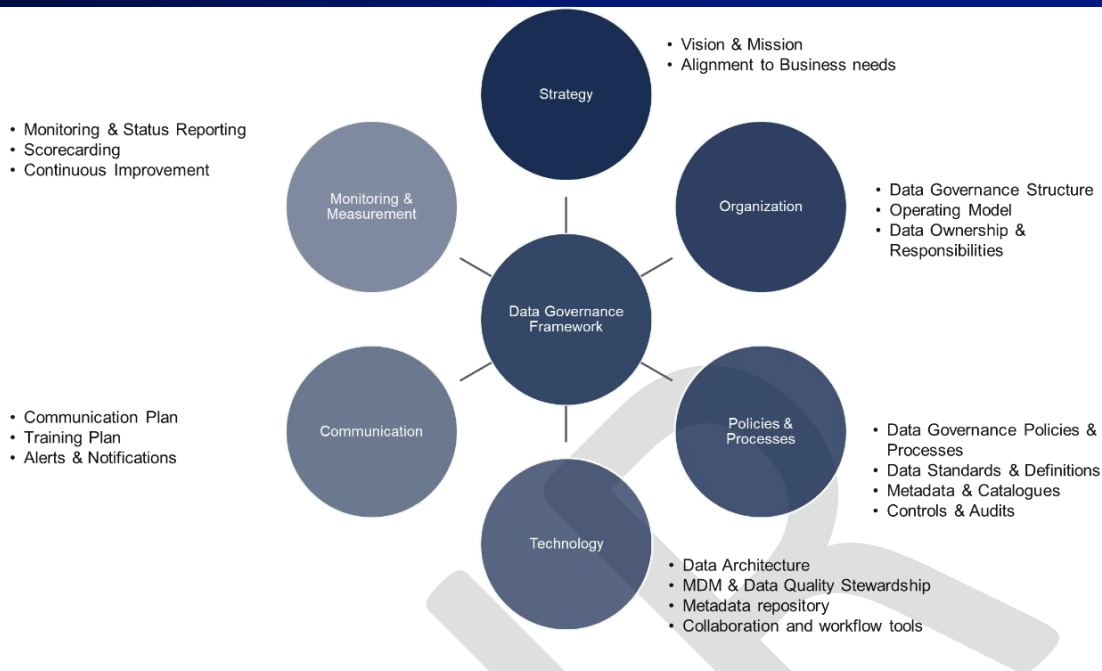 Strategy
• Vision & Mission
• Alignment to Business needs
Organization
• Data Governance Structure
• Operating Model
• Data Ownership &
Responsibilities
Policies &
Processes
• Data Governance Policies &
Processes
• Data Standards & Definitions
• Metadata & Catalogues
• Controls & Audits
Technology
• Data Architecture
• MDM & Data Quality Stewardship
• Metadata repository
• Collaboration and workflow tools
Communication
• Communication Plan
• Training Plan
• Alerts & Notifications
Monitoring &
Measurement
• Monitoring & Status Reporting
• Scorecarding
• Continuous Improvement
Data Governance
Framework